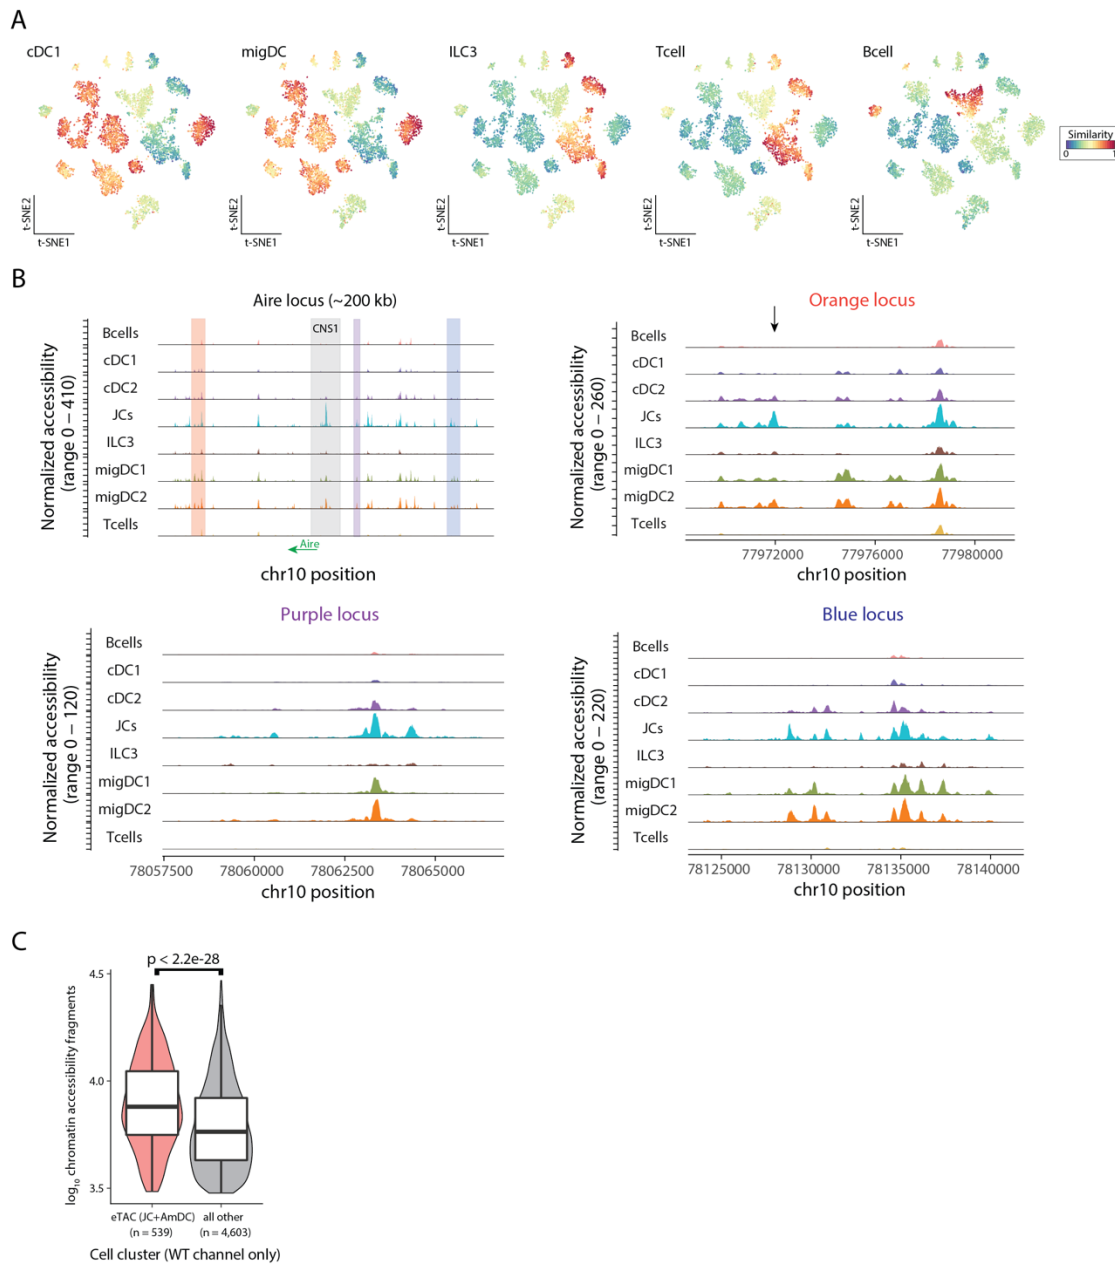 A
cDC1
migDC
ILC3
Tcell
Bcell
Similarity
0
1
t-SNE2
t-SNE1
t-SNE2
t-SNE1
t-SNE2
t-SNE1
t-SNE2
t-SNE1
t-SNE2
t-SNE1
B
Aire locus (~200 kb)
Normalized accessibility
(range 0 – 410)
Bcells
cDC1
cDC2
JCs
ILC3
migDC1
migDC2
Tcells
CNS1
Aire
chr10 position
Orange locus
Normalized accessibility
(range 0 – 260)
Bcells
cDC1
cDC2
JCs
ILC3
migDC1
migDC2
Tcells
77972000 77976000 77980000
chr10 position
Purple locus
Normalized accessibility
(range 0 – 120)
Bcells
cDC1
cDC2
JCs
ILC3
migDC1
migDC2
Tcells
78057500 78060000 78062500 78065000
chr10 position
Blue locus
Normalized accessibility
(range 0 – 220)
Bcells
cDC1
cDC2
JCs
ILC3
migDC1
migDC2
Tcells
78125000 78130000 78135000 78140000
chr10 position
C
p < 2.2e-28
log10 chromatin accessibility fragments
4.5
4.0
3.5
eTAC (JC+AmDC) all other
(n = 539) (n = 4,603)
Cell cluster (WT channel only)